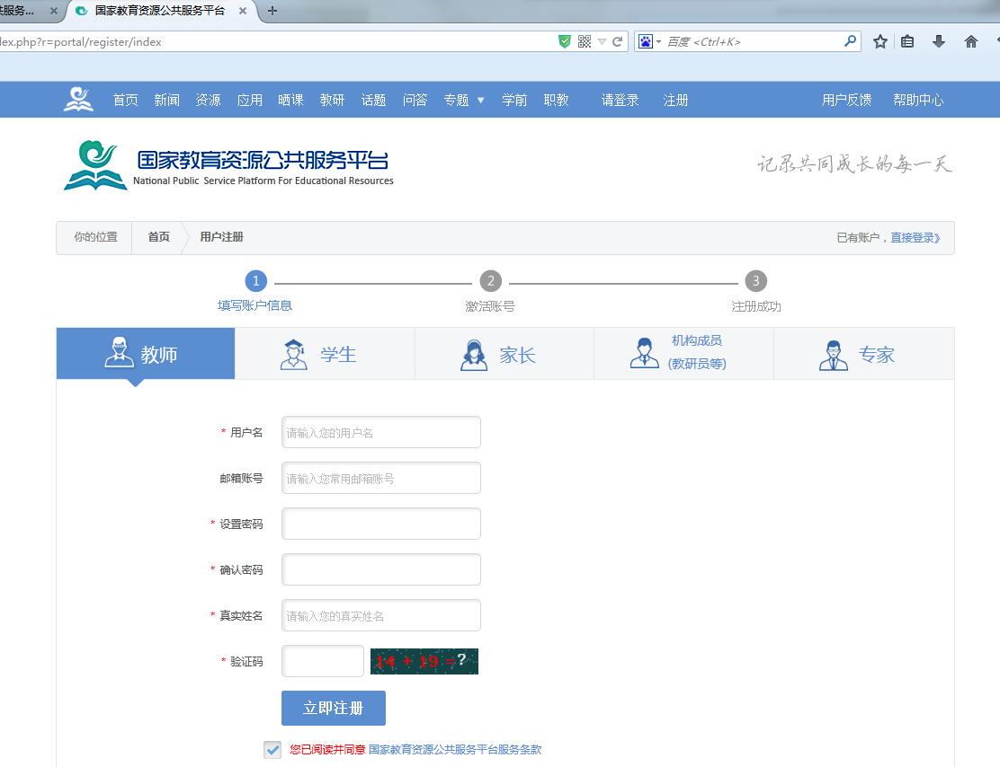 共服务...
国家教育资源公共服务平台
lex.php?r=portal/register/index
百度 <Ctrl+K>
首页 新闻 资源 应用 晒课 教研 话题 问答 专题 学前 职教 请登录 注册 用户反馈 帮助中心
国家教育资源公共服务平台
National Public Service Platform For Educational Resources
记录共同成长的每一天
你的位置 首页 用户注册 已有账户，直接登录》
1 2 3
填写账户信息 激活账号 注册成功
教师 学生 家长 机构成员 (教研员等) 专家
* 用户名 请输入您的用户名
邮箱账号 请输入您常用邮箱账号
* 设置密码
* 确认密码
* 真实姓名 请输入您的真实姓名
* 验证码 14 + 19 =?
立即注册
您已阅读并同意 国家教育资源公共服务平台服务条款